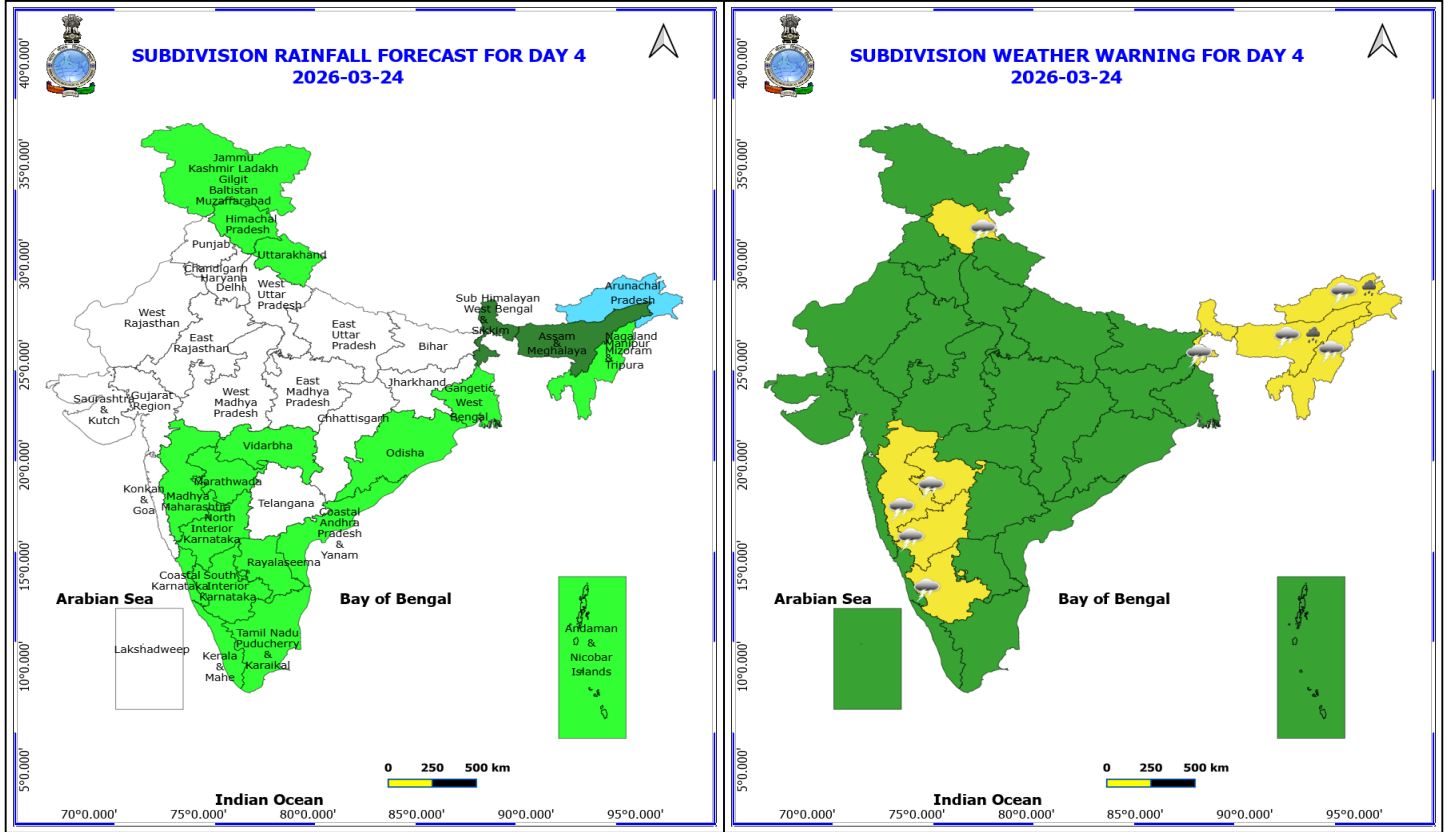 SUBDIVISION RAINFALL FORECAST FOR DAY 4
2026-03-24
40°0.000'
35°0.000'
30°0.000'
25°0.000'
20°0.000'
15°0.000'
10°0.000'
5°0.000'
Jammu
Kashmir Ladakh
Gilgit
Baltistan
Muzaffarabad
Himachal
Pradesh
Punjab
Uttarakhand
Chandigarh
Haryana
Delhi
West
Uttar
Pradesh
West
Rajasthan
East
Rajasthan
East
Uttar
Pradesh
Bihar
Sub Himalayan
West Bengal
&
Sikkim
Arunachal
Pradesh
Assam
&
Meghalaya
Nagaland
Manipur
Mizoram
&
Tripura
Saurashtra
&
Kutch
Gujarat
Region
West
Madhya
Pradesh
East
Madhya
Pradesh
Jharkhand
Gangetic
West
Bengal
Chhattisgarh
Vidarbha
Odisha
Konkan
&
Goa
Marathwada
Madhya
Maharashtra
North
Interior
Karnataka
Telangana
Coastal
Andhra
Pradesh
&
Yanam
Rayalaseema
Coastal
Karnataka
South
Interior
Karnataka
Arabian Sea
Bay of Bengal
Lakshadweep
Kerala
&
Mahe
Tamil Nadu
Puducherry
&
Karaikal
Andaman
&
Nicobar
Islands
0 250 500 km
Indian Ocean
70°0.000' 75°0.000' 80°0.000' 85°0.000' 90°0.000' 95°0.000'
SUBDIVISION WEATHER WARNING FOR DAY 4
2026-03-24
40°0.000'
35°0.000'
30°0.000'
25°0.000'
20°0.000'
15°0.000'
10°0.000'
5°0.000'
Arabian Sea
Bay of Bengal
0 250 500 km
Indian Ocean
70°0.000' 75°0.000' 80°0.000' 85°0.000' 90°0.000' 95°0.000'